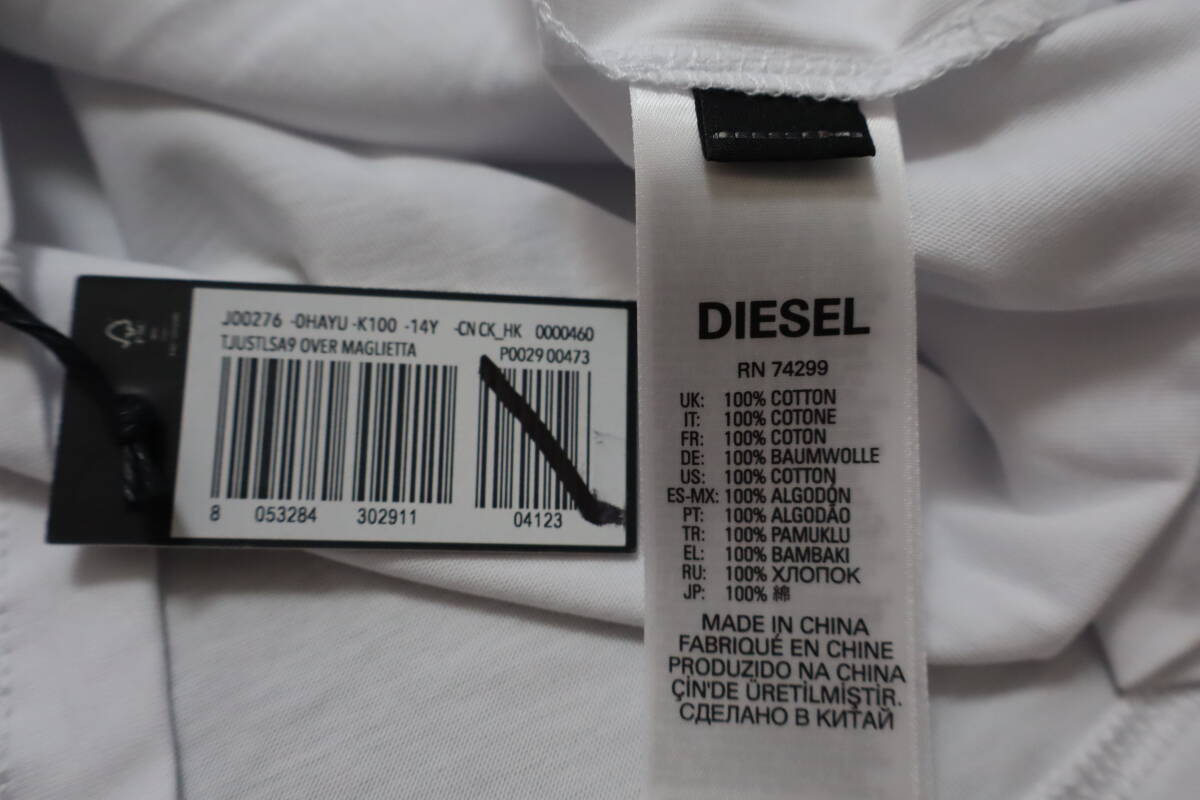 J00276 -0HAYU -K100 -14Y -CN CK_HK 0000460
TJUSTLSA9 OVER MAGLIETTA P0029 00473
8 053284 302911 04123
DIESEL
RN 74299
UK: 100% COTTON
IT: 100% COTONE
FR: 100% COTON
DE: 100% BAUMWOLLE
US: 100% COTTON
ES-MX: 100% ALGODÓN
PT: 100% ALGODÃO
TR: 100% PAMUKLU
EL: 100% BAMBAKI
RU: 100% ХЛОПОК
JP: 100% 綿
MADE IN CHINA
FABRIQUÉ EN CHINE
PRODUZIDO NA CHINA
ÇİN'DE ÜRETİLMİŞTİR.
СДЕЛАНО В КИТАЙ